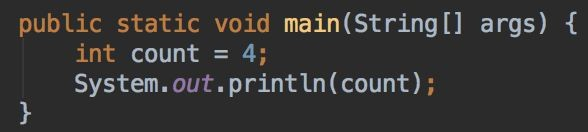 public static void main(String[] args) {
    int count = 4;
    System.out.println(count);
}